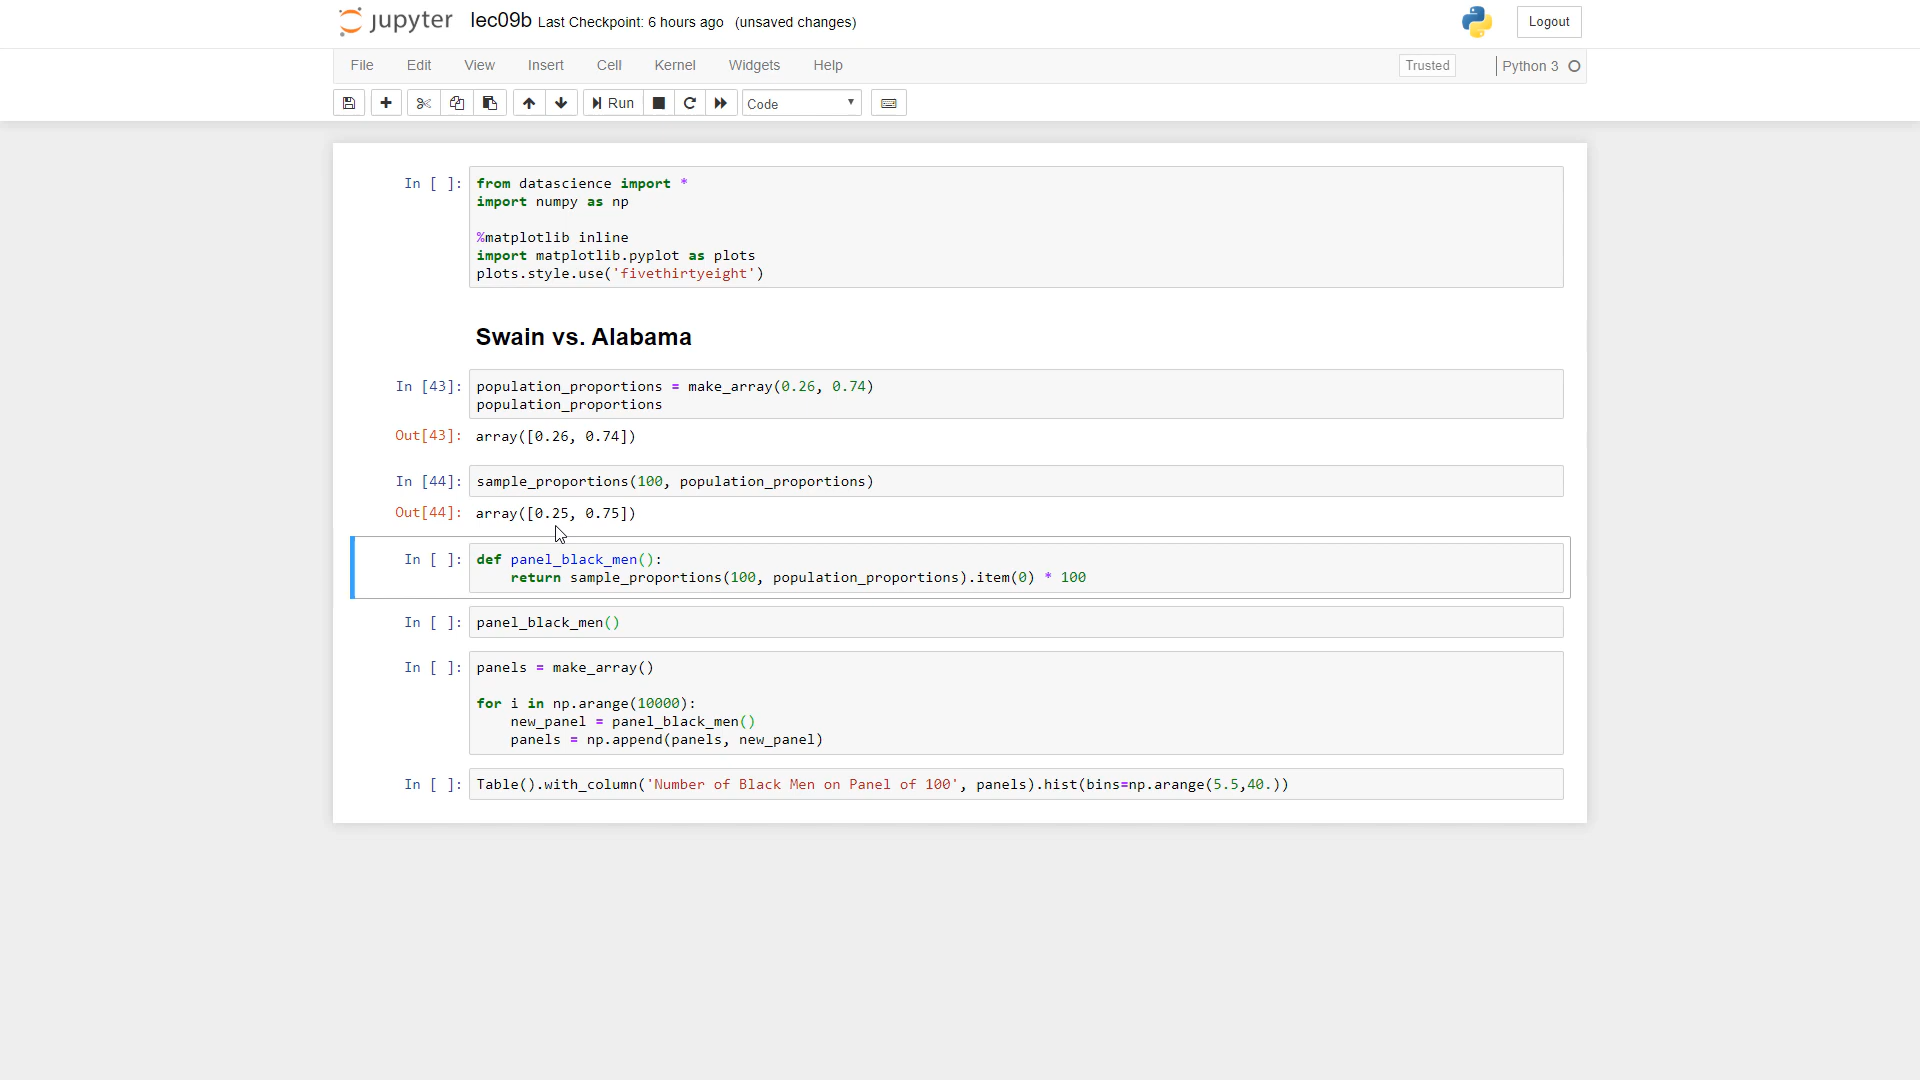 jupyter lec09b Last Checkpoint: 6 hours ago (unsaved changes) Logout
File Edit View Insert Cell Kernel Widgets Help Trusted Python 3
Run Code
In [ ]: from datascience import *
import numpy as np
%matplotlib inline
import matplotlib.pyplot as plots
plots.style.use('fivethirtyeight')
Swain vs. Alabama
In [43]: population_proportions = make_array(0.26, 0.74)
population_proportions
Out[43]: array([0.26, 0.74])
In [44]: sample_proportions(100, population_proportions)
Out[44]: array([0.25, 0.75])
In [ ]: def panel_black_men():
return sample_proportions(100, population_proportions).item(0) * 100
In [ ]: panel_black_men()
In [ ]: panels = make_array()
for i in np.arange(10000):
new_panel = panel_black_men()
panels = np.append(panels, new_panel)
In [ ]: Table().with_column('Number of Black Men on Panel of 100', panels).hist(bins=np.arange(5.5,40.))